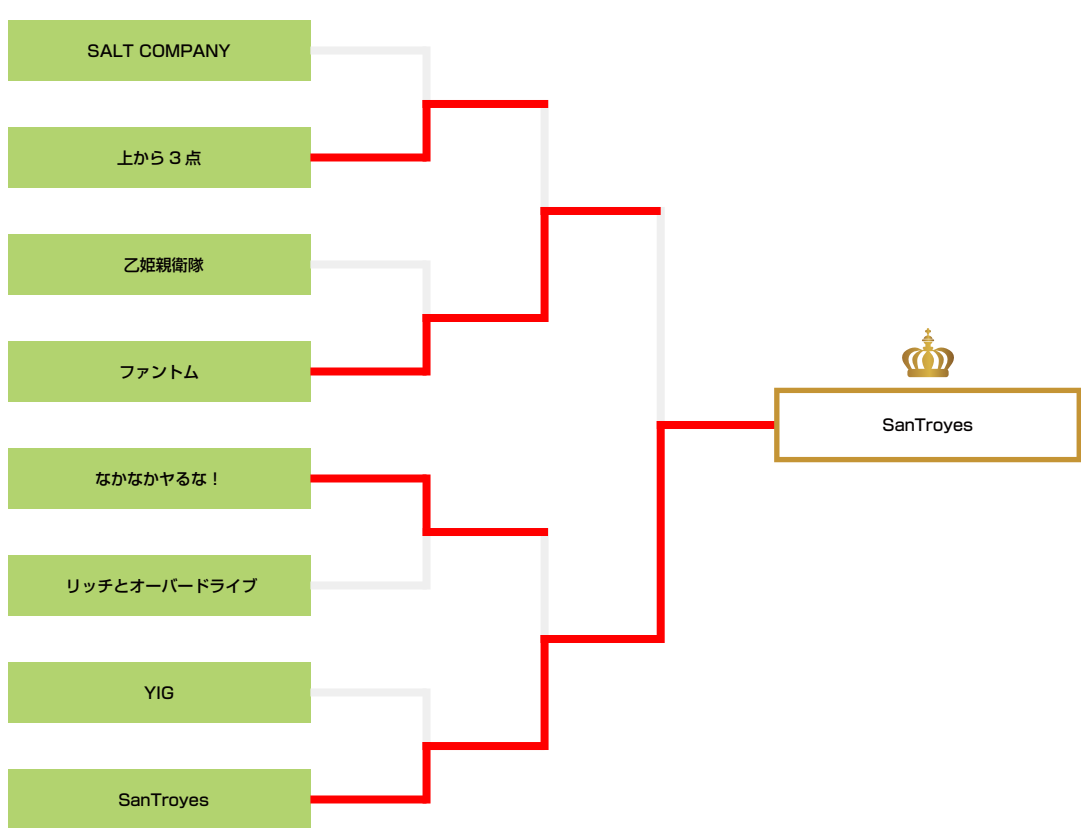 SALT COMPANY
上から3点
乙姫親衛隊
ファントム
なかなかヤるな！
リッチとオーバードライブ
YIG
SanTroyes
SanTroyes